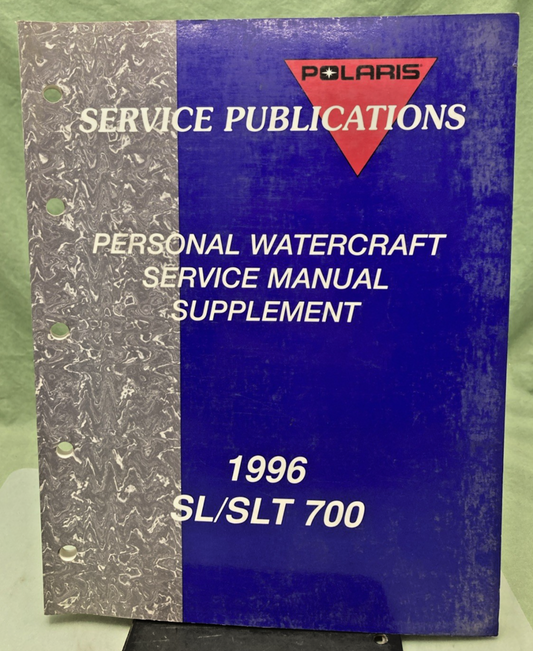 POLARIS
SERVICE PUBLICATIONS
PERSONAL WATERCRAFT
SERVICE MANUAL
SUPPLEMENT
1996
SL/SLT 700